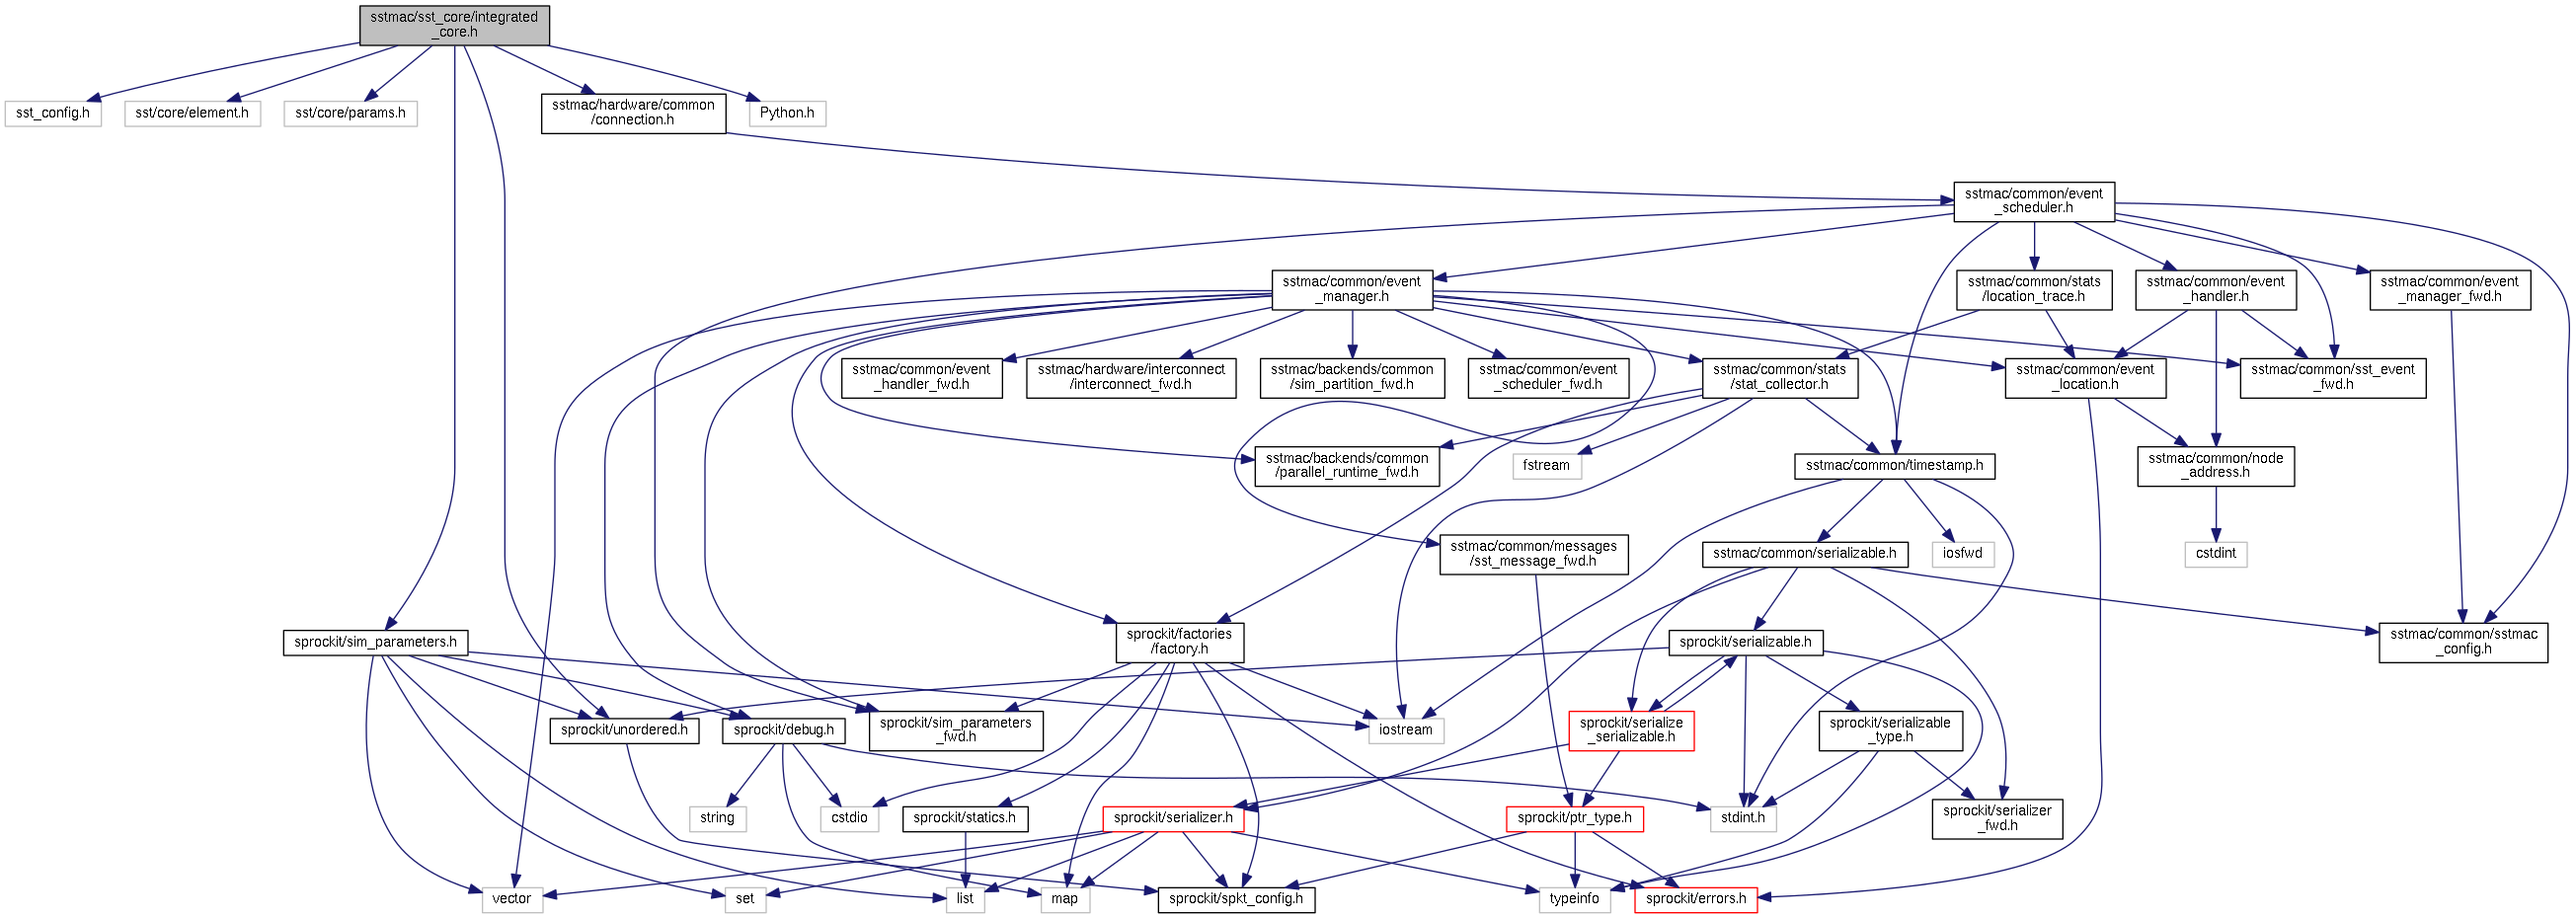 sstmac/sst_core/integrated
_core.h
sst_config.h
sst/core/element.h
sst/core/params.h
sstmac/hardware/common
/connection.h
Python.h
sstmac/common/event
_scheduler.h
sstmac/common/event
_manager.h
sstmac/common/stats
/location_trace.h
sstmac/common/event
_handler.h
sstmac/common/event
_manager_fwd.h
sstmac/common/event
_handler_fwd.h
sstmac/hardware/interconnect
/interconnect_fwd.h
sstmac/backends/common
/sim_partition_fwd.h
sstmac/common/event
_scheduler_fwd.h
sstmac/common/stats
/stat_collector.h
sstmac/common/event
_location.h
sstmac/common/sst_event
_fwd.h
sstmac/backends/common
/parallel_runtime_fwd.h
fstream
sstmac/common/timestamp.h
sstmac/common/node
_address.h
sstmac/common/messages
/sst_message_fwd.h
sstmac/common/serializable.h
iosfwd
cstdint
sprockit/sim_parameters.h
sprockit/factories
/factory.h
sprockit/serializable.h
sstmac/common/sstmac
_config.h
sprockit/unordered.h
sprockit/debug.h
sprockit/sim_parameters
_fwd.h
iostream
sprockit/serialize
_serializable.h
sprockit/serializable
_type.h
string
cstdio
sprockit/statics.h
sprockit/serializer.h
sprockit/ptr_type.h
stdint.h
sprockit/serializer
_fwd.h
vector
set
list
map
sprockit/spkt_config.h
typeinfo
sprockit/errors.h